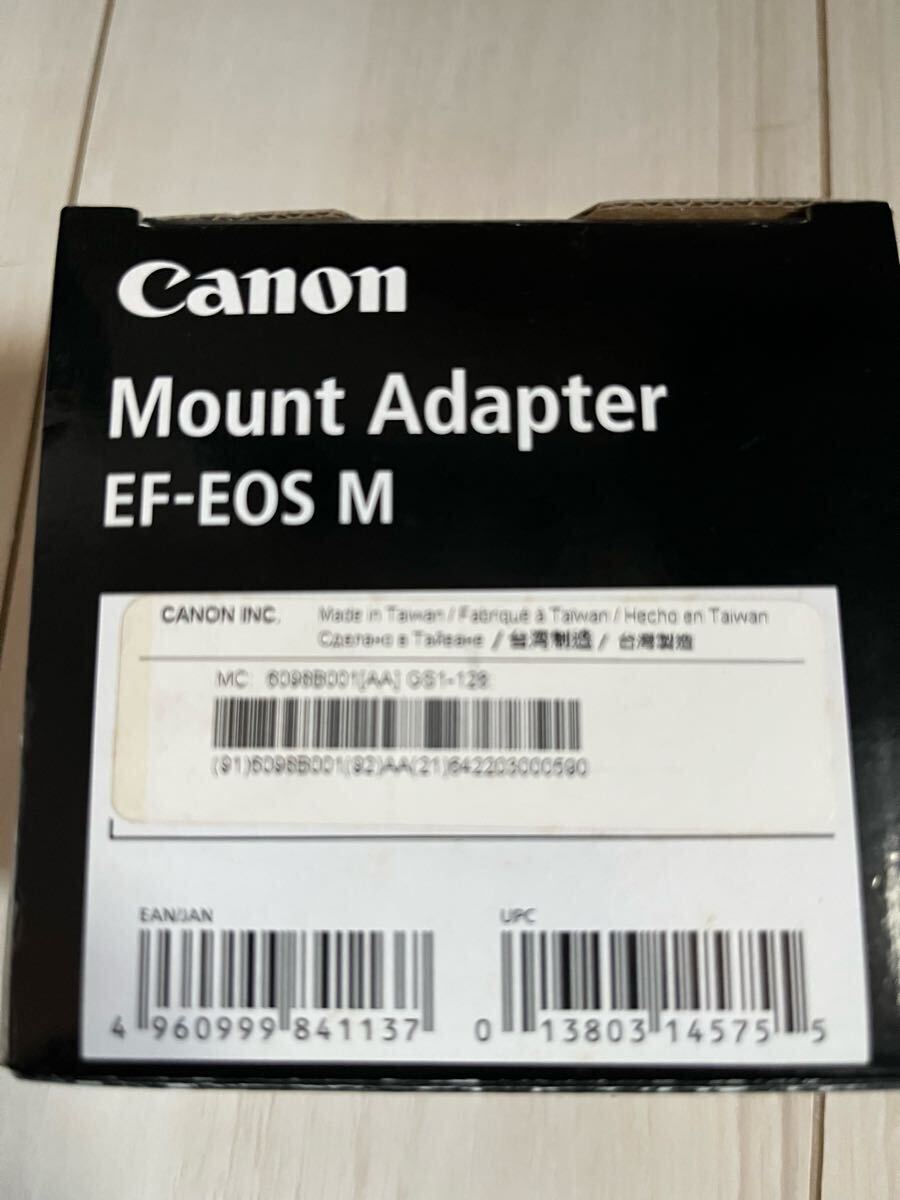 Canon
Mount Adapter
EF-EOS M
CANON INC. Made in Taiwan / Fabriqué à Taïwan / Hecho en Taiwan
Сделано в Тайване / 台湾制造 / 台灣製造
MC: 6098B001[AA] GS1-128
(91)6098B001(92)AA(21)642203000590
EAN/JAN
4 960999 841137
UPC
0 13803 14575 5